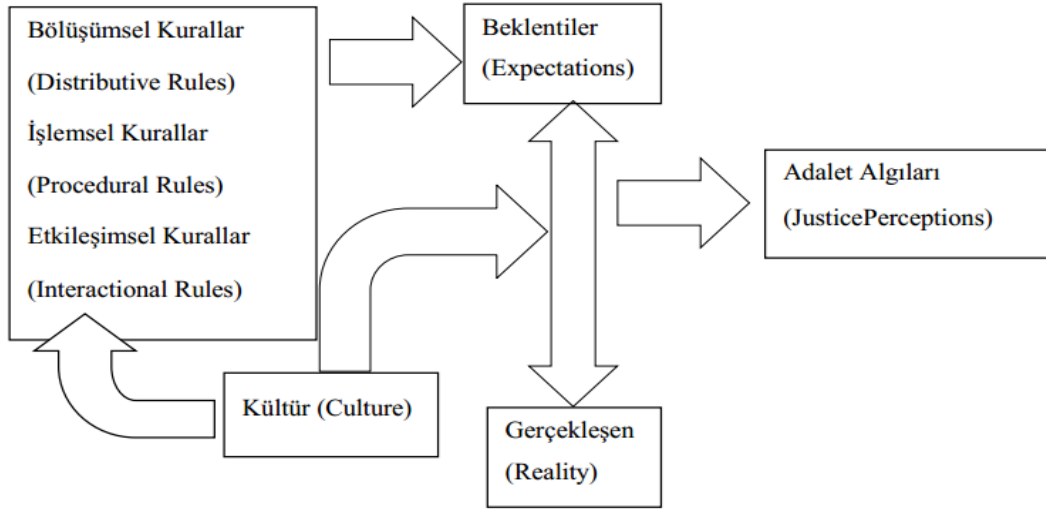 Bölüşümsel Kurallar
(Distributive Rules)
İşlemsel Kurallar
(Procedural Rules)
Etkileşimsel Kurallar
(Interactional Rules)
Beklentiler
(Expectations)
Adalet Algıları
(JusticePerceptions)
Kültür (Culture)
Gerçekleşen
(Reality)